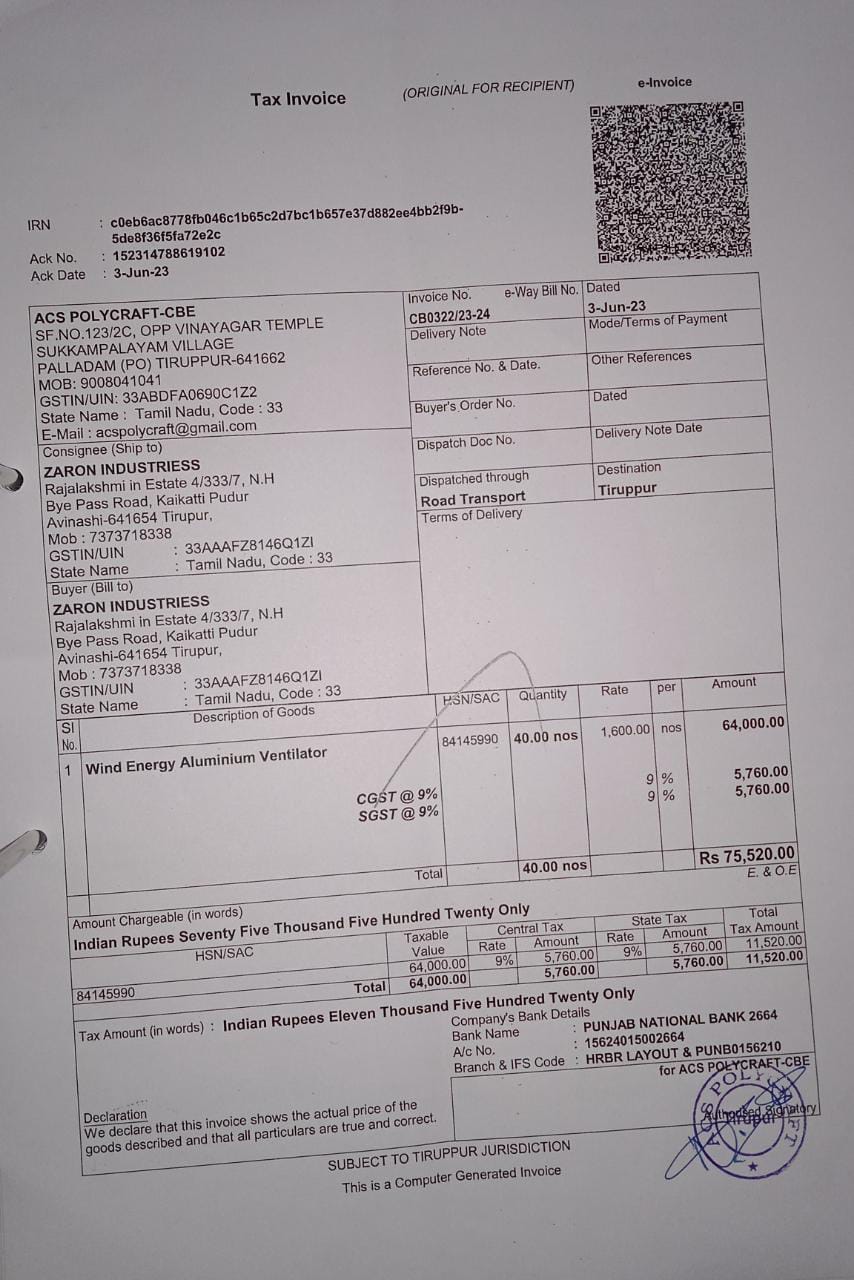 Tax Invoice
(ORIGINAL FOR RECIPIENT)
e-Invoice
IRN : c0eb6ac8778fb046c1b65c2d7bc1b657e37d882ee4bb2f9b-
5de8f36f5fa72e2c
Ack No. : 152314788619102
Ack Date : 3-Jun-23
ACS POLYCRAFT-CBE
SF.NO.123/2C, OPP VINAYAGAR TEMPLE
SUKKAMPALAYAM VILLAGE
PALLADAM (PO) TIRUPPUR-641662
MOB: 9008041041
GSTIN/UIN: 33ABDFA0690C1Z2
State Name : Tamil Nadu, Code : 33
E-Mail : acspolycraft@gmail.com
Invoice No. e-Way Bill No.
CB0322/23-24
Dated
3-Jun-23
Delivery Note
Mode/Terms of Payment
Reference No. & Date.
Other References
Buyer's Order No.
Dated
Dispatch Doc No.
Delivery Note Date
Dispatched through
Road Transport
Destination
Tiruppur
Terms of Delivery
Consignee (Ship to)
ZARON INDUSTRIESS
Rajalakshmi in Estate 4/333/7, N.H
Bye Pass Road, Kaikatti Pudur
Avinashi-641654 Tirupur,
Mob : 7373718338
GSTIN/UIN : 33AAAFZ8146Q1ZI
State Name : Tamil Nadu, Code : 33
Buyer (Bill to)
ZARON INDUSTRIESS
Rajalakshmi in Estate 4/333/7, N.H
Bye Pass Road, Kaikatti Pudur
Avinashi-641654 Tirupur,
Mob : 7373718338
GSTIN/UIN : 33AAAFZ8146Q1ZI
State Name : Tamil Nadu, Code : 33
Sl No. Description of Goods HSN/SAC Quantity Rate per Amount
1 Wind Energy Aluminium Ventilator 84145990 40.00 nos 1,600.00 nos 64,000.00
CGST @ 9% 9 % 5,760.00
SGST @ 9% 9 % 5,760.00
Total 40.00 nos Rs 75,520.00
E. & O.E
Amount Chargeable (in words)
Indian Rupees Seventy Five Thousand Five Hundred Twenty Only
HSN/SAC Taxable Value Central Tax State Tax Total Tax Amount
Rate Amount Rate Amount
84145990 64,000.00 9% 5,760.00 9% 5,760.00 11,520.00
Total 64,000.00 5,760.00 5,760.00 11,520.00
Tax Amount (in words) : Indian Rupees Eleven Thousand Five Hundred Twenty Only
Company's Bank Details
Bank Name : PUNJAB NATIONAL BANK 2664
A/c No. : 15624015002664
Branch & IFS Code : HRBR LAYOUT & PUNB0156210
for ACS POLYCRAFT-CBE
Authorised Signatory
ACS POLYCRAFT
Tirupur
Declaration
We declare that this invoice shows the actual price of the
goods described and that all particulars are true and correct.
SUBJECT TO TIRUPPUR JURISDICTION
This is a Computer Generated Invoice